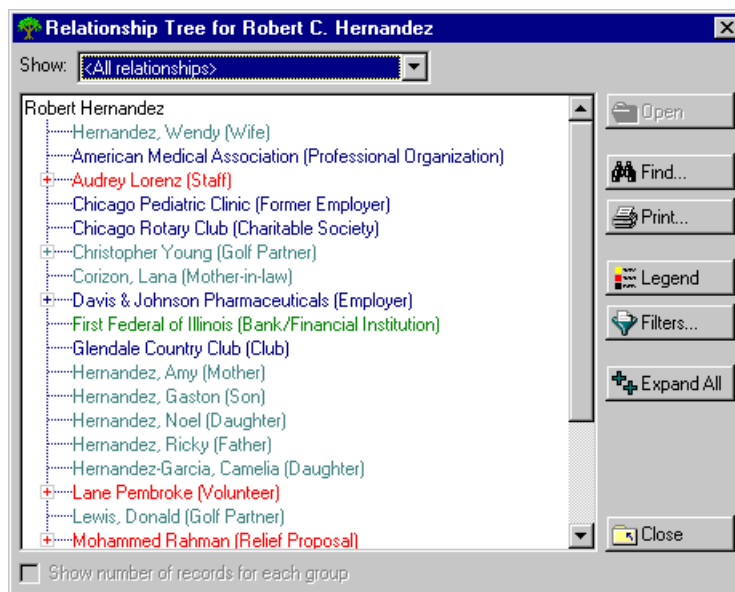 Relationship Tree for Robert C. Hernandez
Show: <All relationships>
Robert Hernandez
Hernandez, Wendy (Wife)
American Medical Association (Professional Organization)
Audrey Lorenz (Staff)
Chicago Pediatric Clinic (Former Employer)
Chicago Rotary Club (Charitable Society)
Christopher Young (Golf Partner)
Corizon, Lana (Mother-in-law)
Davis & Johnson Pharmaceuticals (Employer)
First Federal of Illinois (Bank/Financial Institution)
Glendale Country Club (Club)
Hernandez, Amy (Mother)
Hernandez, Gaston (Son)
Hernandez, Noel (Daughter)
Hernandez, Ricky (Father)
Hernandez-Garcia, Camelia (Daughter)
Lane Pembroke (Volunteer)
Lewis, Donald (Golf Partner)
Mohammed Rahman (Relief Proposal)
Open
Find...
Print...
Legend
Filters...
Expand All
Close
Show number of records for each group